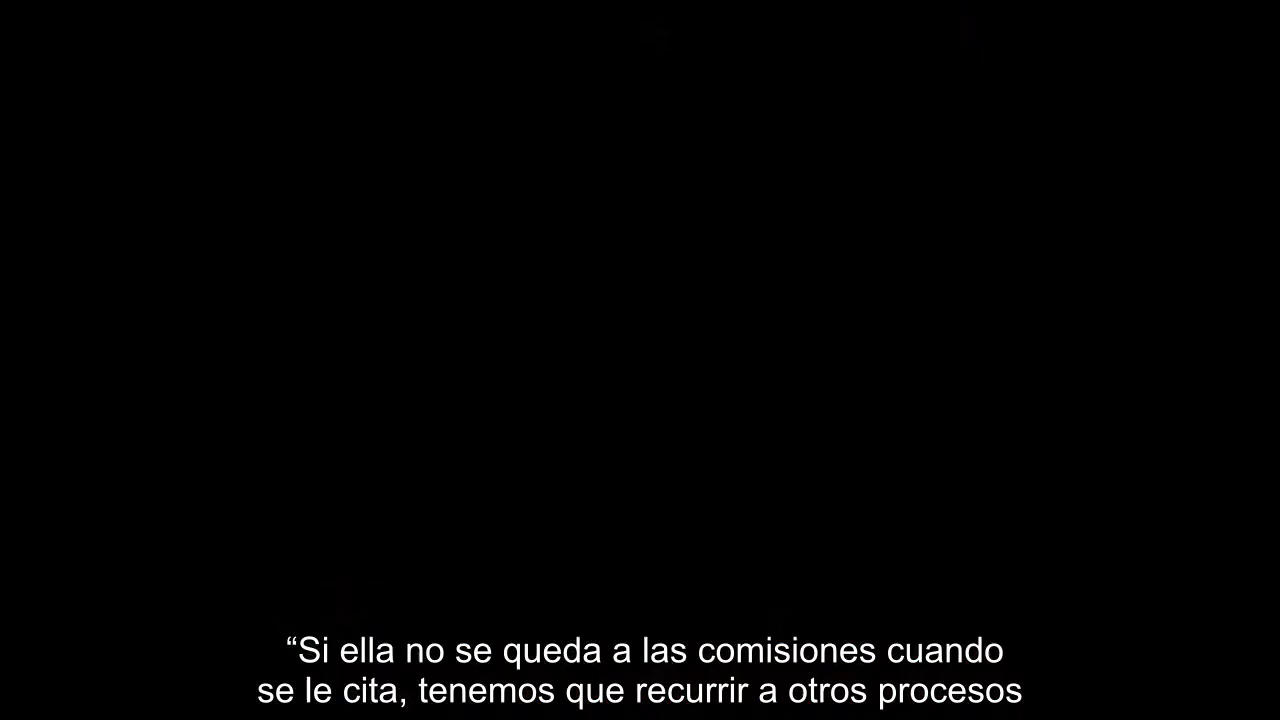 “Si ella no se queda a las comisiones cuando
se le cita, tenemos que recurrir a otros procesos